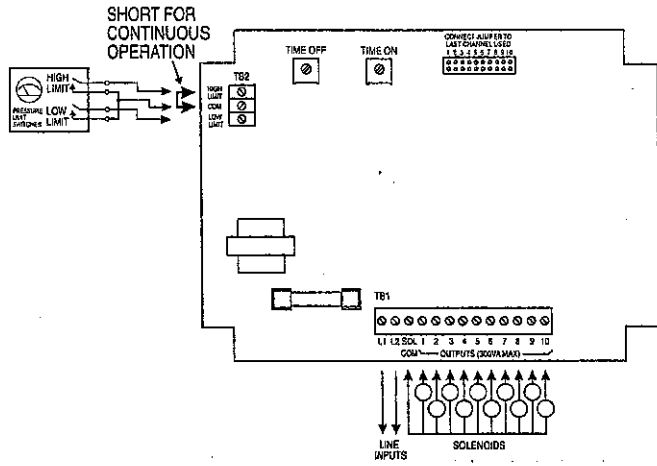 SHORT FOR
CONTINUOUS
OPERATION
TIME OFF
TIME ON
CONNECT JUMPER TO
LAST CHANNEL USED
1 2 3 4 5 6 7 8 9 10
HIGH
LIMIT
LOW
LIMIT
PRESSURE
LIMIT
SWITCHES
TB2
HIGH
LIMIT
COM
LOW
LIMIT
TB1
L1 L2 SOL 1 2 3 4 5 6 7 8 9 10
COM OUTPUTS (300VA MAX)
LINE
INPUTS
SOLENOIDS